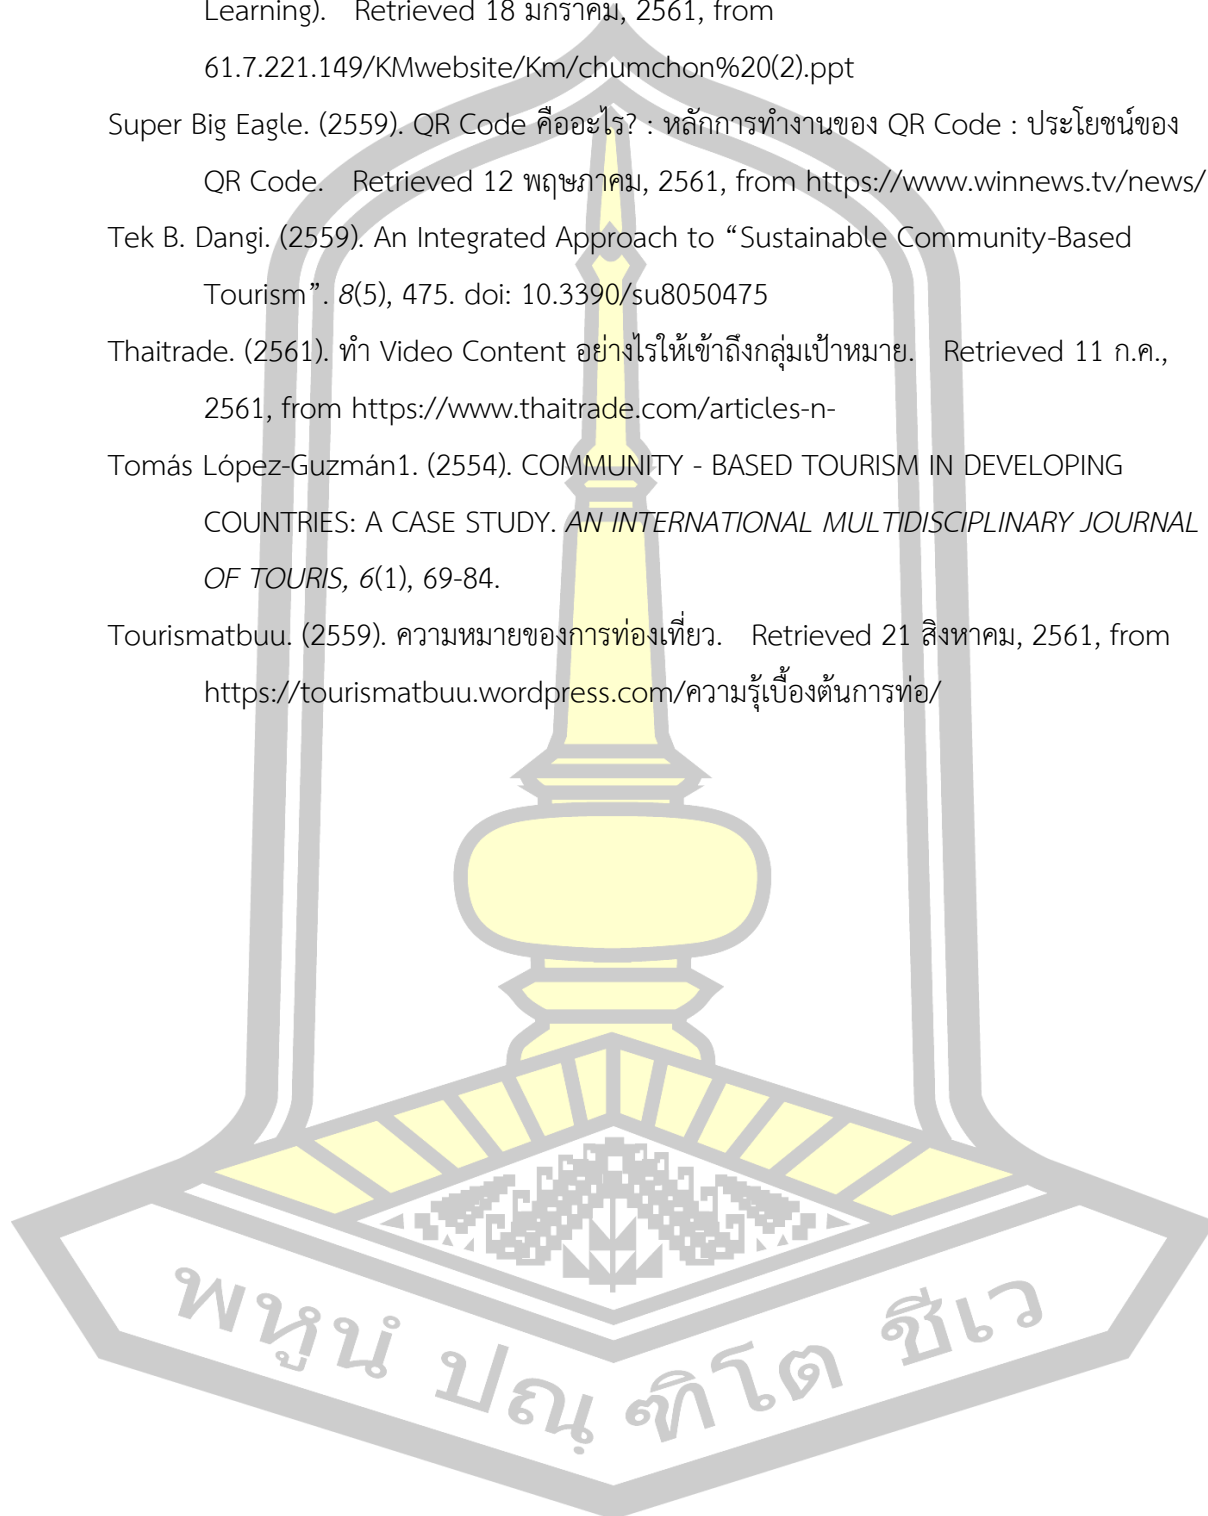 Learning). Retrieved 18 มกราคม, 2561, from
61.7.221.149/KMwebsite/Km/chumchon%20(2).ppt
Super Big Eagle. (2559). QR Code คืออะไร? : หลักการทำงานของ QR Code : ประโยชน์ของ
QR Code. Retrieved 12 พฤษภาคม, 2561, from https://www.winnews.tv/news/
Tek B. Dangi. (2559). An Integrated Approach to “Sustainable Community-Based
Tourism”. 8(5), 475. doi: 10.3390/su8050475
Thaitrade. (2561). ทำ Video Content อย่างไรให้เข้าถึงกลุ่มเป้าหมาย. Retrieved 11 ก.ค.,
2561, from https://www.thaitrade.com/articles-n-
Tomás López-Guzmán1. (2554). COMMUNITY - BASED TOURISM IN DEVELOPING
COUNTRIES: A CASE STUDY. AN INTERNATIONAL MULTIDISCIPLINARY JOURNAL
OF TOURIS, 6(1), 69-84.
Tourismatbuu. (2559). ความหมายของการท่องเที่ยว. Retrieved 21 สิงหาคม, 2561, from
https://tourismatbuu.wordpress.com/ความรุ้เบื้องต้นการท่อ/
พหูนํ ปณฺฑิโต ชีเว